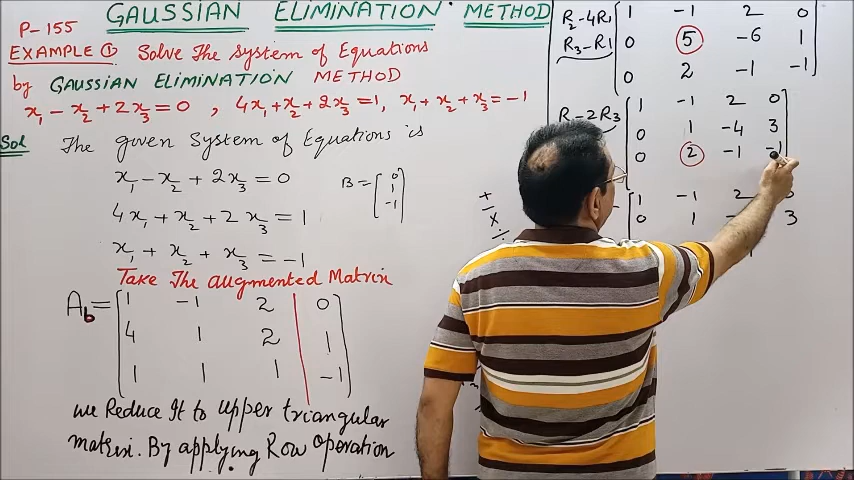 GAUSSIAN ELIMINATION METHOD
P-155
EXAMPLE ① Solve The system of Equations
by GAUSSIAN ELIMINATION METHOD
x₁ - x₂ + 2x₃ = 0 , 4x₁ + x₂ + 2x₃ = 1, x₁ + x₂ + x₃ = -1
Sol The given System of Equations is
x₁ - x₂ + 2x₃ = 0
4x₁ + x₂ + 2x₃ = 1
x₁ + x₂ + x₃ = -1
B = [0
1
-1]
Take The augmented Matrix
A_b = [1 -1 2 | 0
4 1 2 | 1
1 1 1 | -1]
we Reduce It to upper triangular
matrix. By applying Row operation
R₂-4R₁ [1 -1 2 0
R₃-R₁ 0 5 -6 1
0 2 -1 -1]
R₂-2R₃ [1 -1 2 0
0 1 -4 3
0 2 -1 -1]
+
×
[1 -1 2
0 1 3